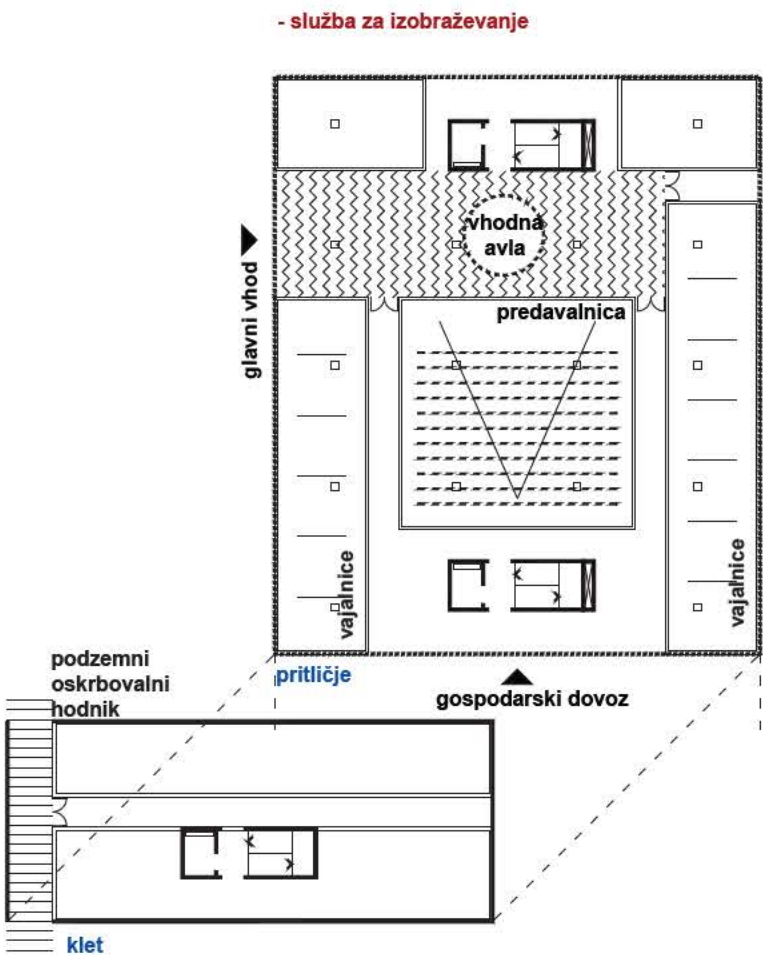 - služba za izobraževanje
vhodna
avla
glavni vhod
predavalnica
vajalnice
vajalnice
podzemni
oskrbovalni
hodnik
pritličje
gospodarski dovoz
klet